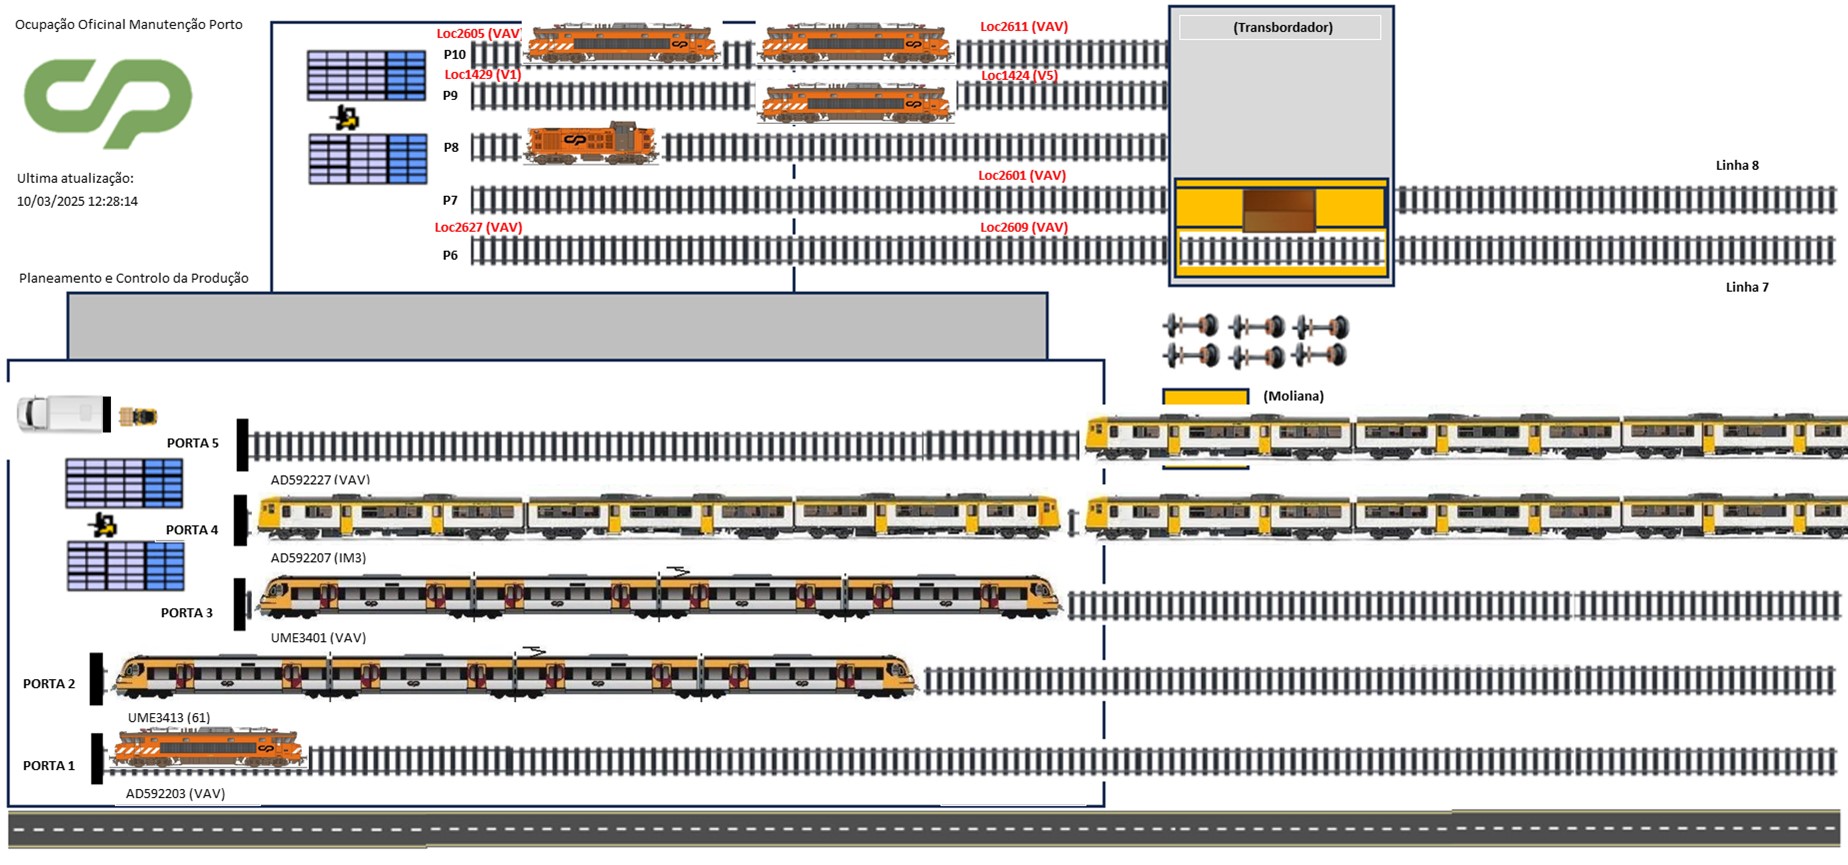 Ocupação Oficinal Manutenção Porto
Ultima atualização:
10/03/2025 12:28:14
Planeamento e Controlo da Produção
Loc2605 (VAV)
Loc2611 (VAV)
P10
Loc1429 (V1)
Loc1424 (V5)
P9
P8
Loc2601 (VAV)
P7
Loc2627 (VAV)
Loc2609 (VAV)
P6
(Transbordador)
Linha 8
Linha 7
(Moliana)
PORTA 5
AD592227 (VAV)
PORTA 4
AD592207 (IM3)
PORTA 3
UME3401 (VAV)
PORTA 2
UME3413 (61)
PORTA 1
AD592203 (VAV)